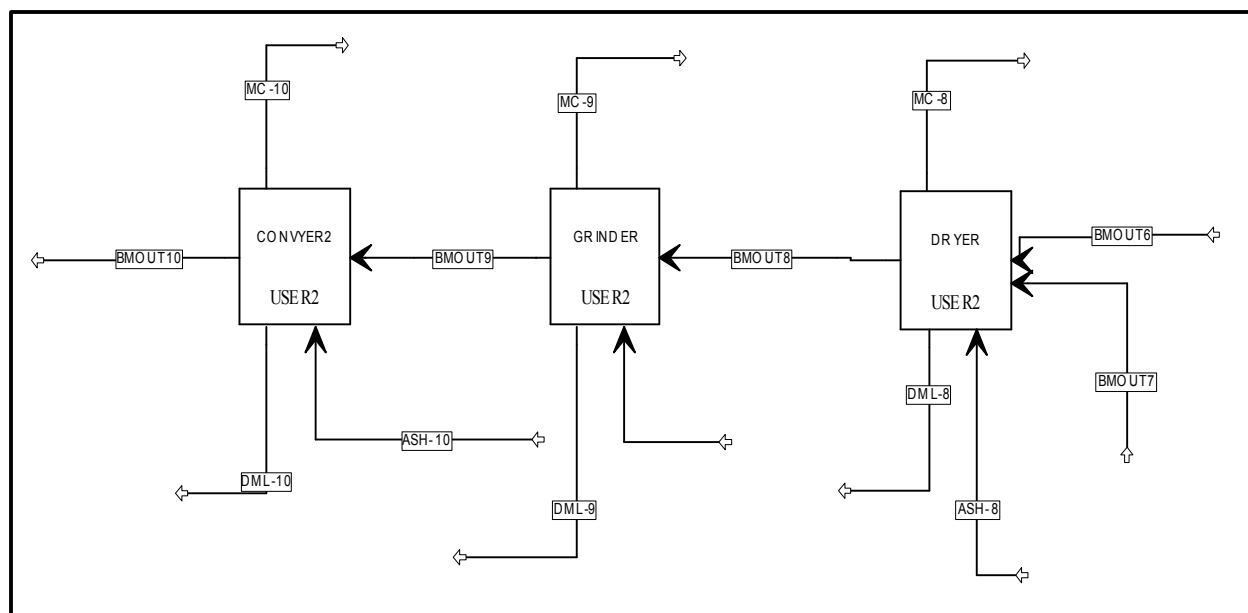 MC-10
MC-9
MC-8
CONVYER2
USER2
GRINDER
USER2
DRYER
USER2
BMOUT10
BMOUT9
BMOUT8
BMOUT6
BMOUT7
ASH-10
DML-10
DML-9
DML-8
ASH-8